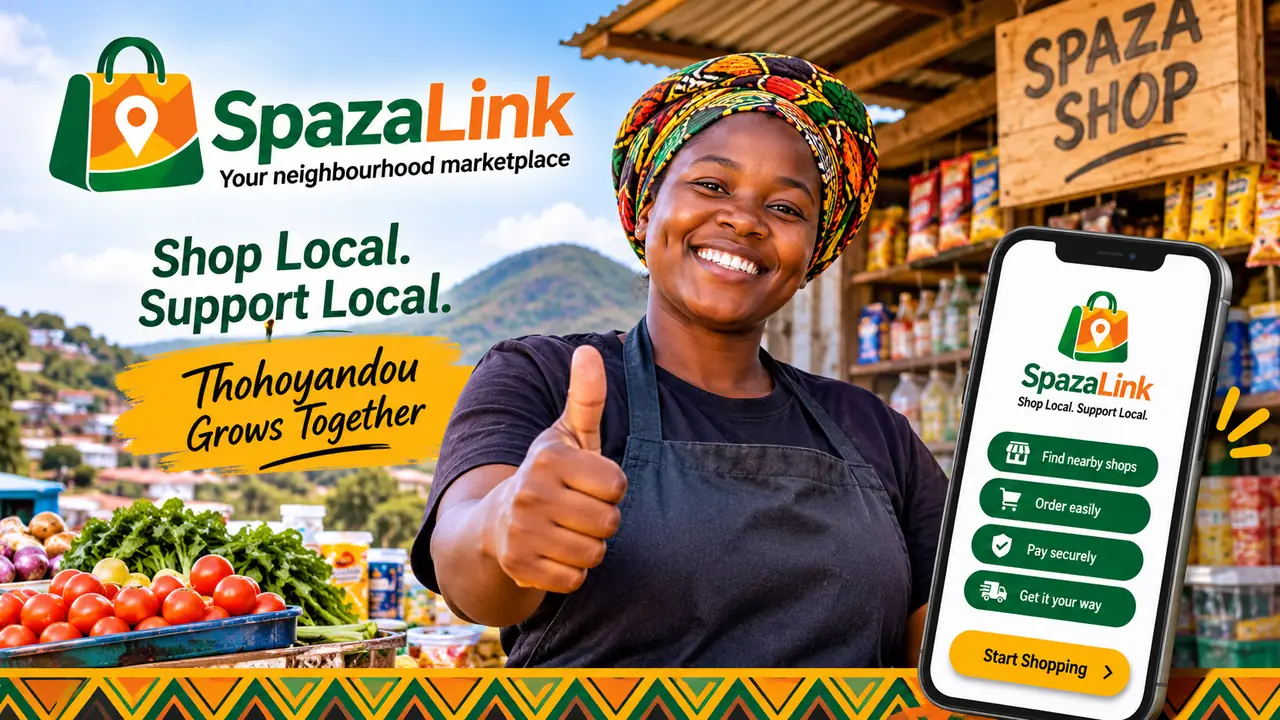 SpazaLink
Your neighbourhood marketplace
Shop Local.
Support Local.
Thohoyandou
Grows Together
SPAZA
SHOP
SpazaLink
Shop Local. Support Local.
Find nearby shops
Order easily
Pay securely
Get it your way
Start Shopping